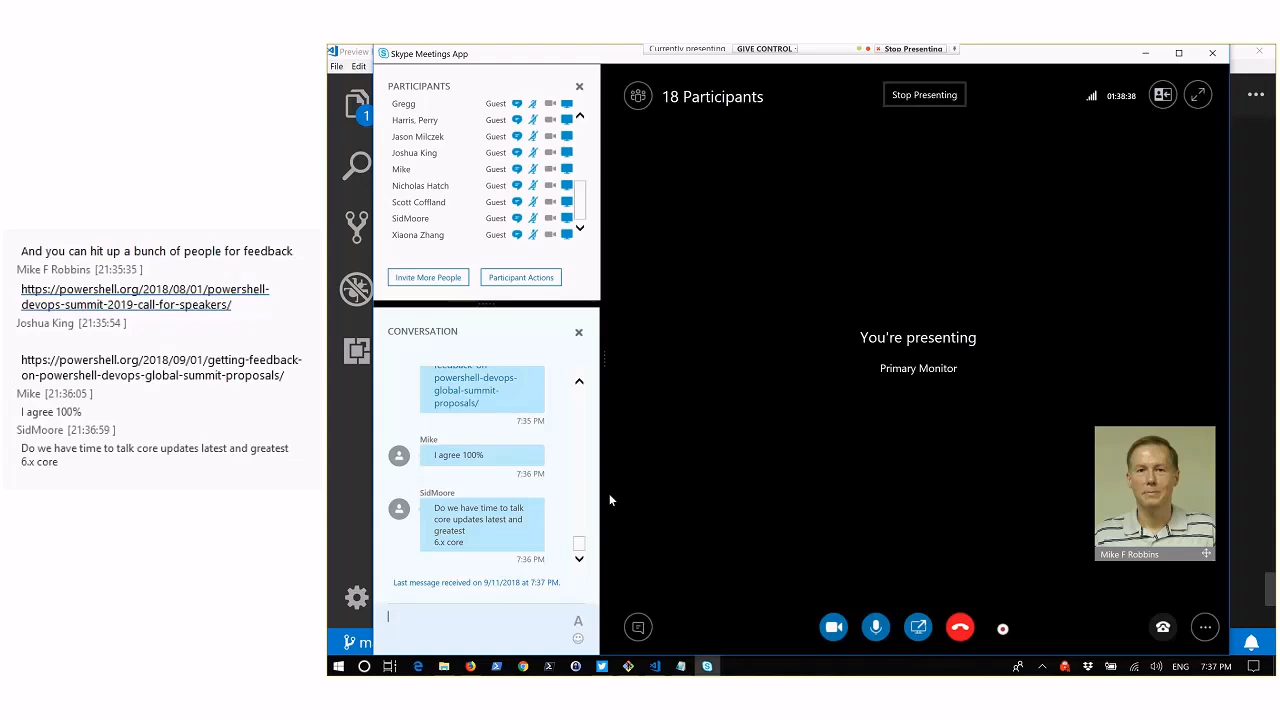 And you can hit up a bunch of people for feedback
Mike F Robbins [21:35:35 ]
https://powershell.org/2018/08/01/powershell-
devops-summit-2019-call-for-speakers/
Joshua King [21:35:54 ]
https://powershell.org/2018/09/01/getting-feedback-
on-powershell-devops-global-summit-proposals/
Mike [21:36:05 ]
I agree 100%
SidMoore [21:36:59 ]
Do we have time to talk core updates latest and greatest
6.x core
Preview
File Edit
1
m
Skype Meetings App
Currently presenting
GIVE CONTROL
Stop Presenting
PARTICIPANTS
Gregg Guest
Harris, Perry Guest
Jason Milczek Guest
Joshua King Guest
Mike Guest
Nicholas Hatch Guest
Scott Coffland Guest
SidMoore Guest
Xiaona Zhang Guest
Invite More People
Participant Actions
CONVERSATION
feedback-on-
powershell-devops-
global-summit-
proposals/
7:35 PM
Mike
I agree 100%
7:36 PM
SidMoore
Do we have time to talk
core updates latest and
greatest
6.x core
7:36 PM
Last message received on 9/11/2018 at 7:37 PM.
A
18 Participants
Stop Presenting
01:38:38
You're presenting
Primary Monitor
Mike F Robbins
ENG
7:37 PM